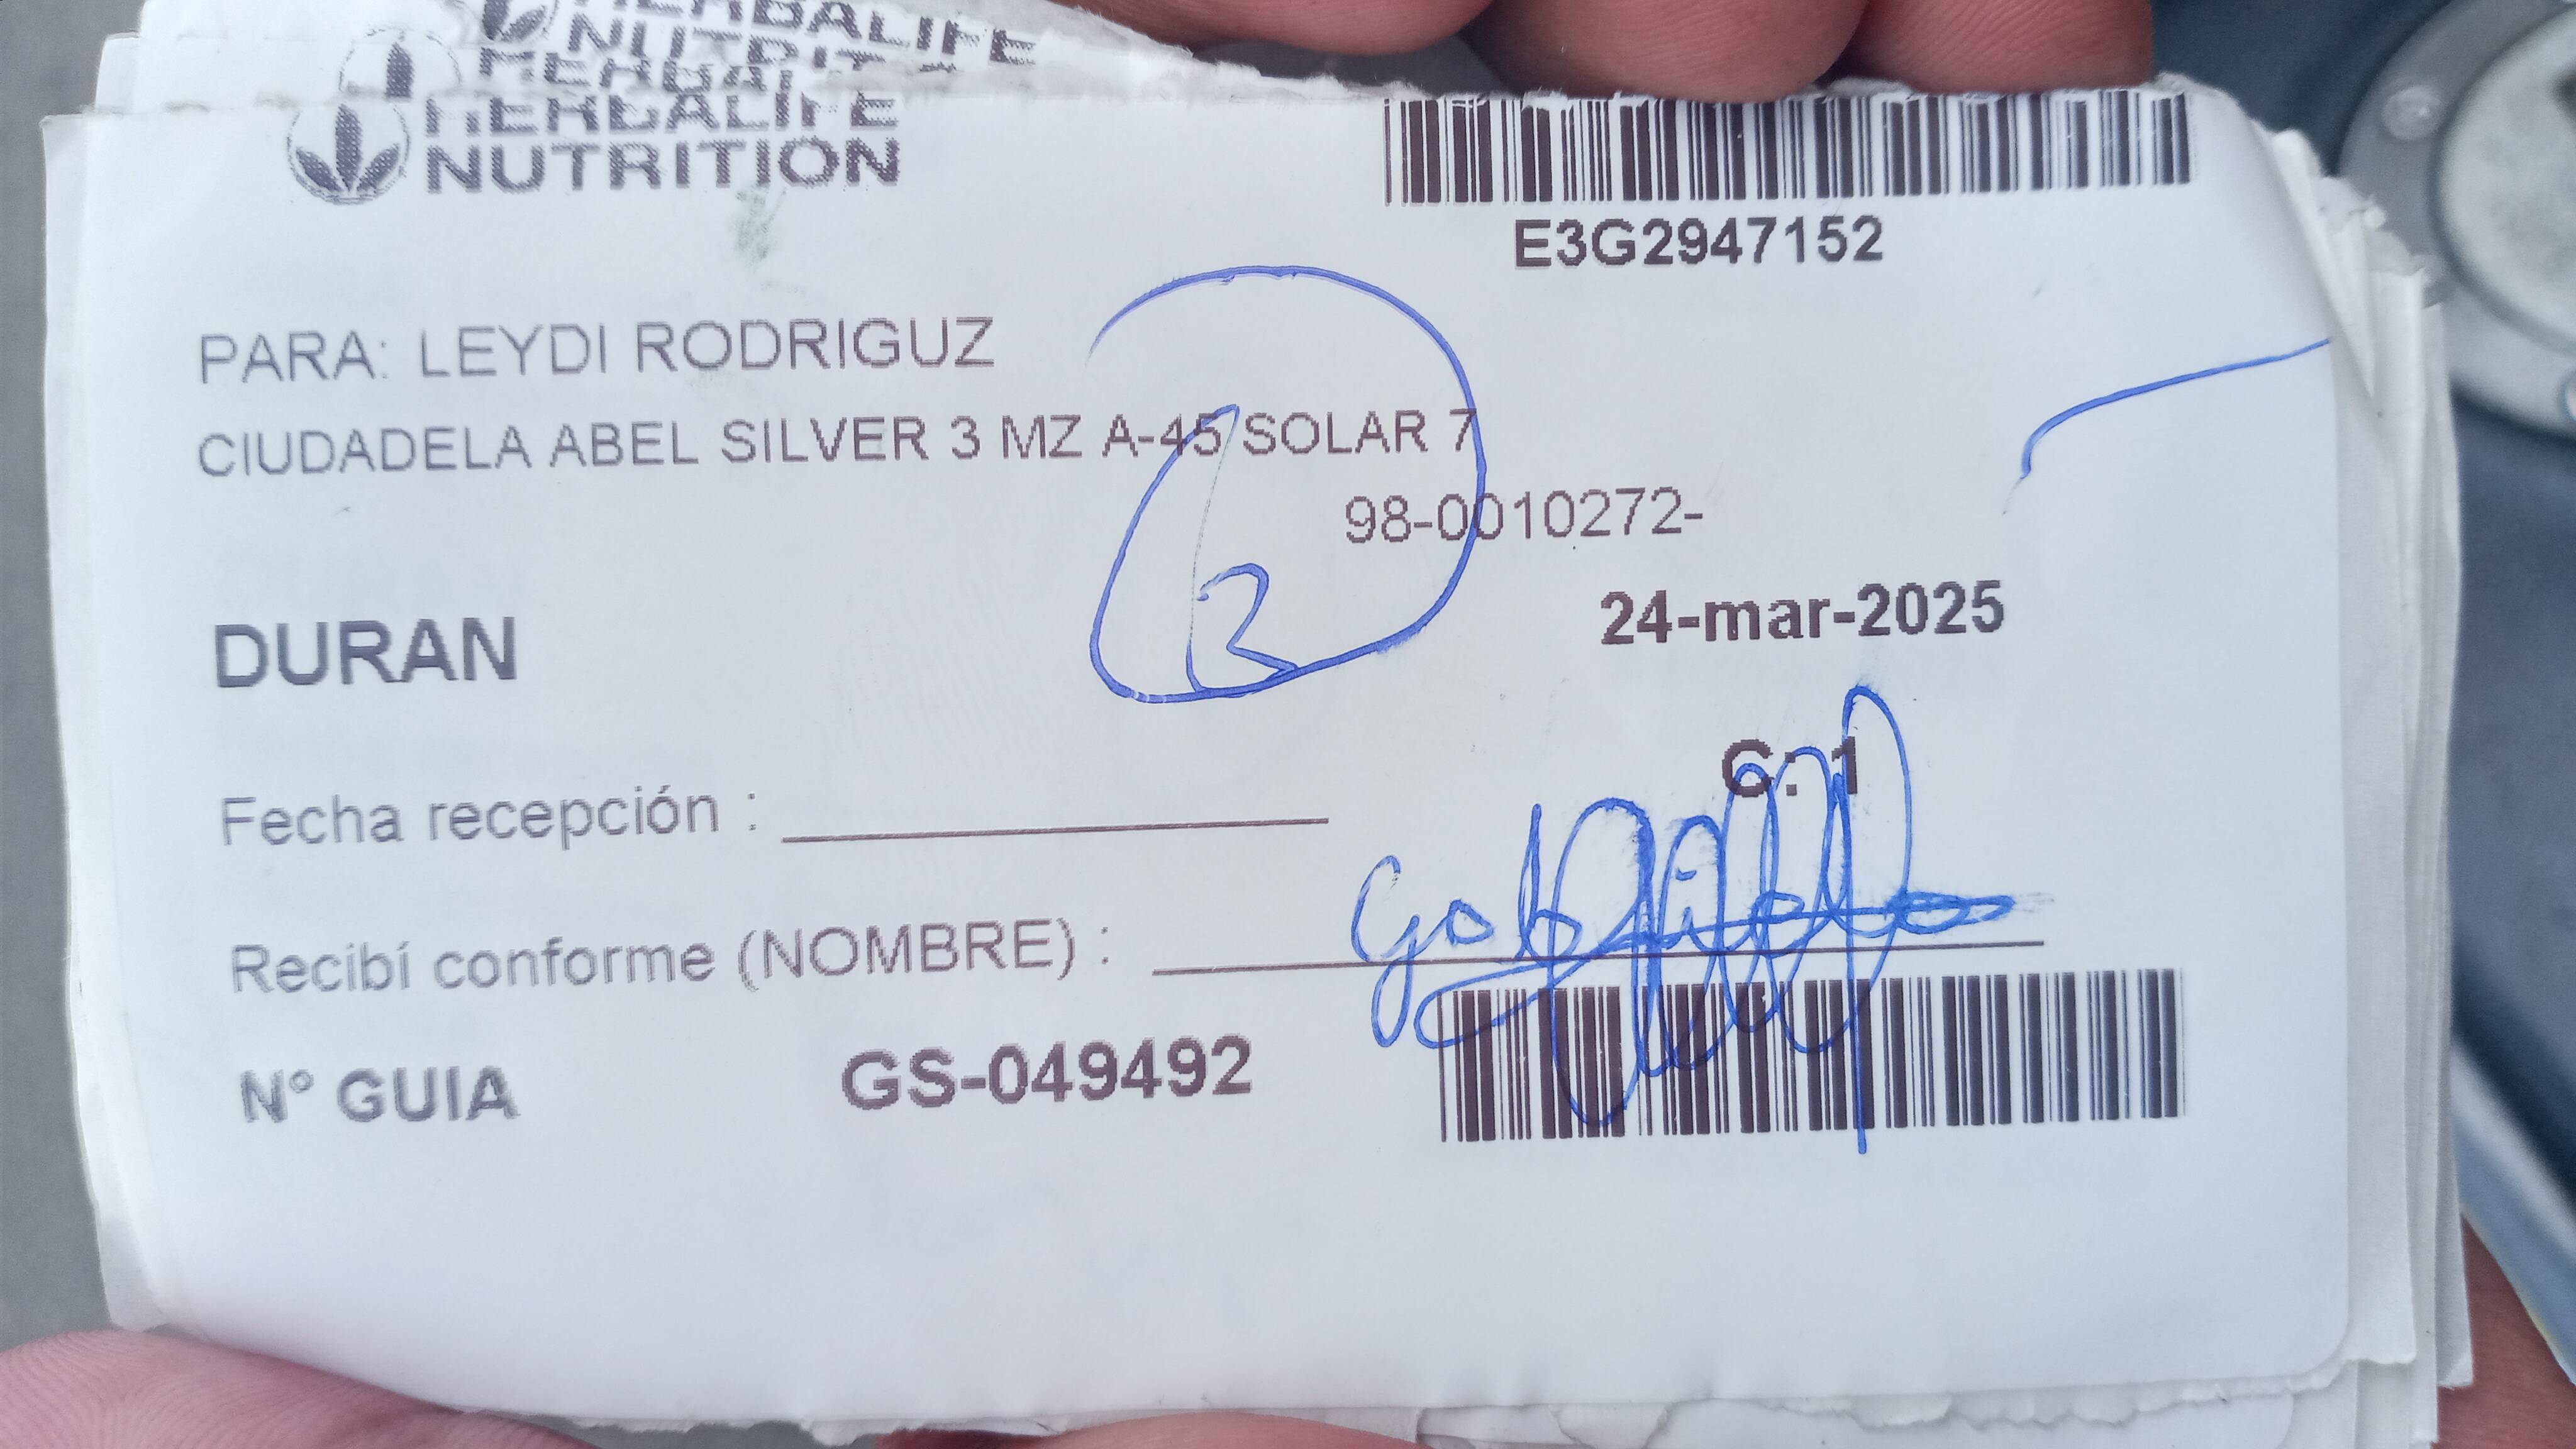 HERBALIFE
NUTRITION
E3G2947152
PARA: LEYDI RODRIGUZ
CIUDADELA ABEL SILVER 3 MZ A-45 SOLAR 7
98-0010272-
DURAN
24-mar-2025
C: 1
Fecha recepción :
Recibí conforme (NOMBRE) :
Nº GUIA GS-049492